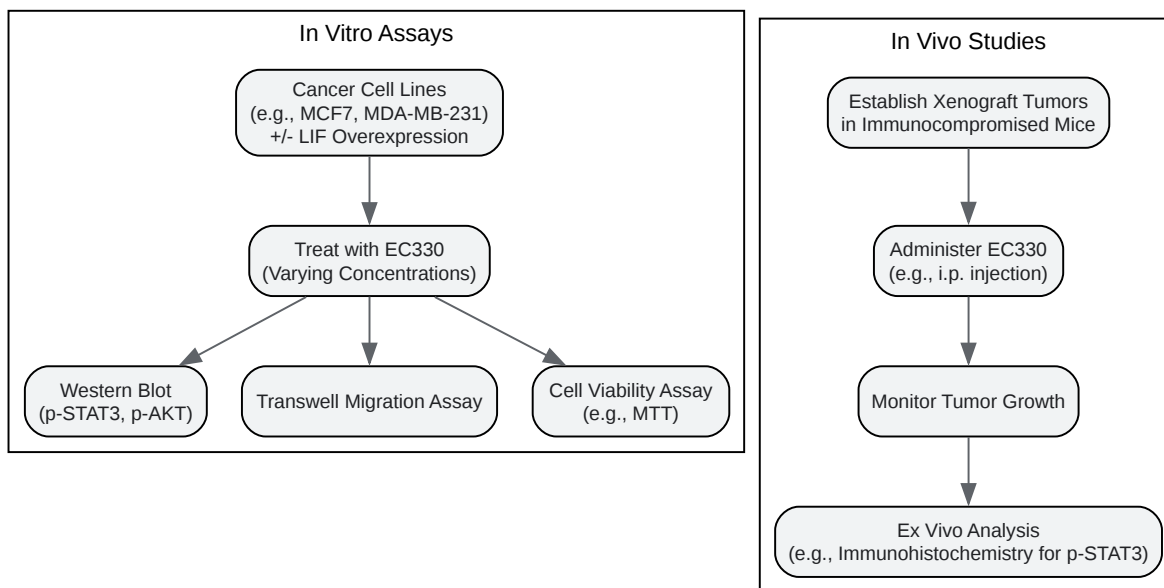 In Vitro Assays
Cancer Cell Lines
(e.g., MCF7, MDA-MB-231)
+/- LIF Overexpression
Treat with EC330
(Varying Concentrations)
Western Blot
(p-STAT3, p-AKT)
Transwell Migration Assay
Cell Viability Assay
(e.g., MTT)
In Vivo Studies
Establish Xenograft Tumors
in Immunocompromised Mice
Administer EC330
(e.g., i.p. injection)
Monitor Tumor Growth
Ex Vivo Analysis
(e.g., Immunohistochemistry for p-STAT3)